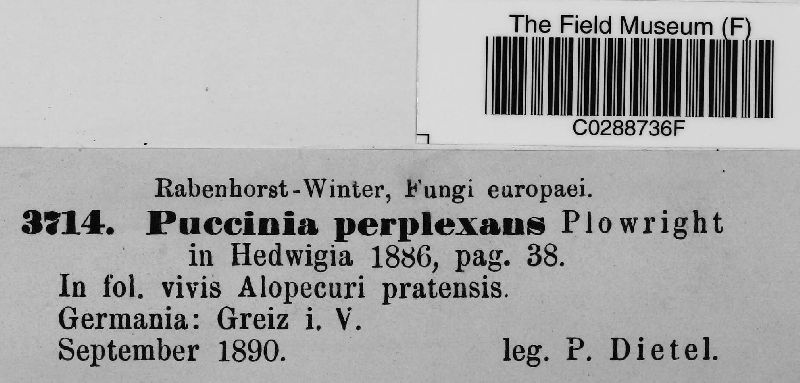 The Field Museum (F)
C0288736F
Rabenhorst-Winter, Fungi europaei.
3714. Puccinia perplexans Plowright
in Hedwigia 1886, pag. 38.
In fol. vivis Alopecuri pratensis.
Germania: Greiz i. V.
September 1890. leg. P. Dietel.